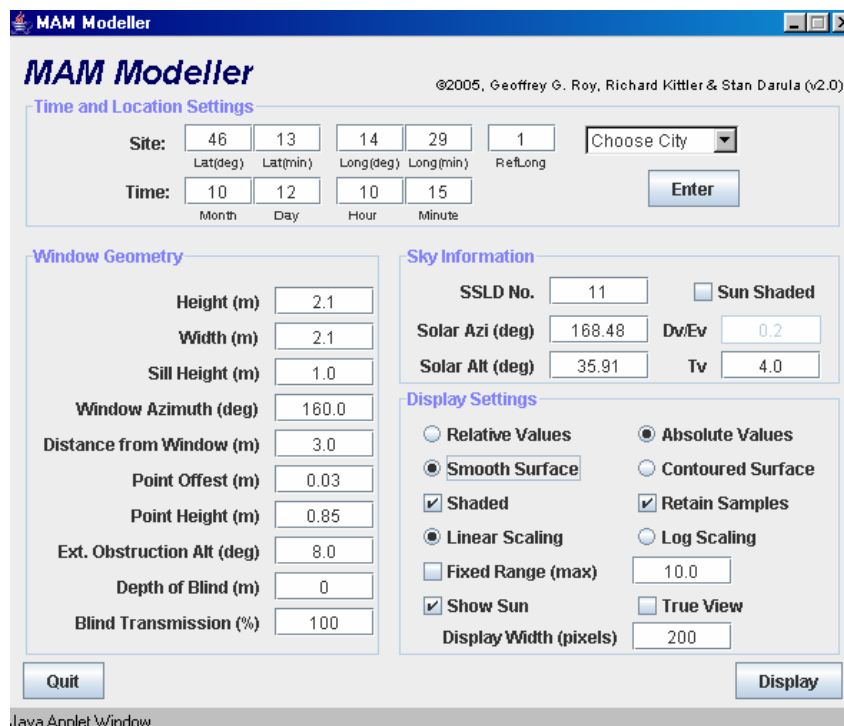 MAM Modeller
MAM Modeller
©2005, Geoffrey G. Roy, Richard Kittler & Stan Darula (v2.0)
Time and Location Settings
Site: 46 13 14 29 1 Choose City
Lat(deg) Lat(min) Long(deg) Long(min) RefLong
Time: 10 12 10 15 Enter
Month Day Hour Minute
Window Geometry
Height (m) 2.1
Width (m) 2.1
Sill Height (m) 1.0
Window Azimuth (deg) 160.0
Distance from Window (m) 3.0
Point Offest (m) 0.03
Point Height (m) 0.85
Ext. Obstruction Alt (deg) 8.0
Depth of Blind (m) 0
Blind Transmission (%) 100
Sky Information
SSLD No. 11 Sun Shaded
Solar Azi (deg) 168.48 Dv/Ev 0.2
Solar Alt (deg) 35.91 Tv 4.0
Display Settings
Relative Values Absolute Values
Smooth Surface Contoured Surface
Shaded Retain Samples
Linear Scaling Log Scaling
Fixed Range (max) 10.0
Show Sun True View
Display Width (pixels) 200
Quit Display
Java Applet Window